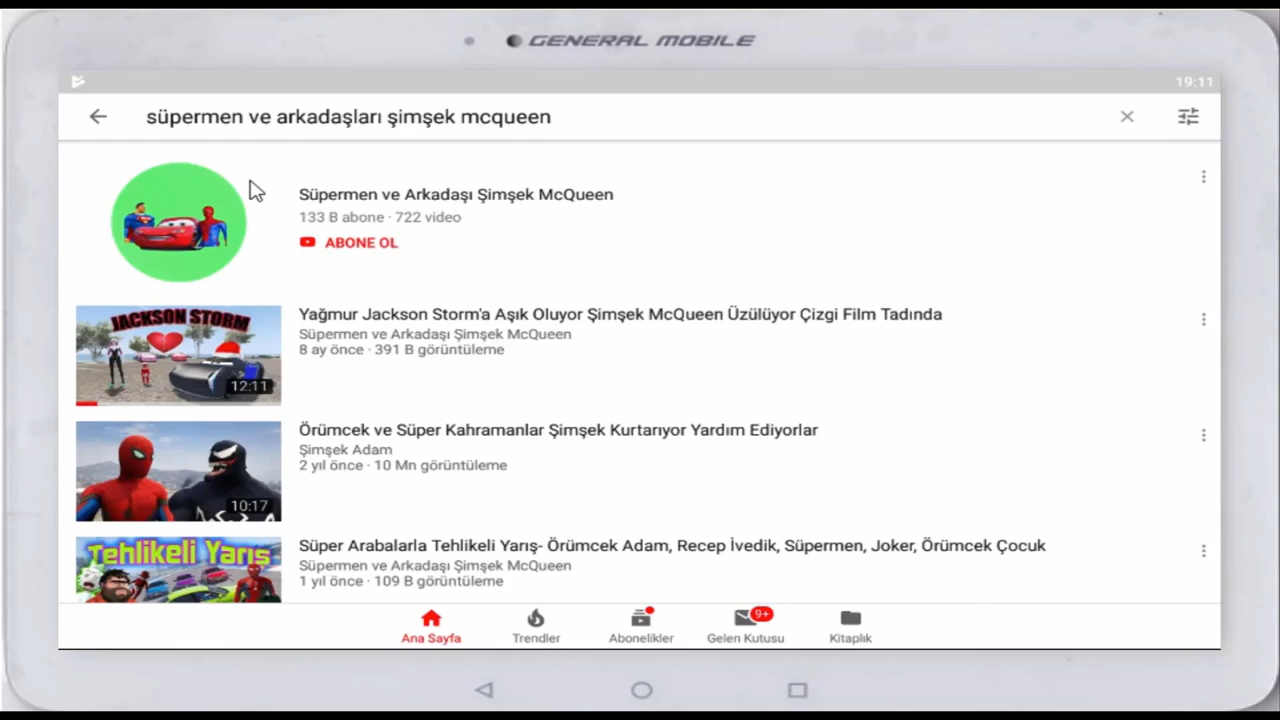 GENERAL MOBILE
19:11
süpermen ve arkadaşları şimşek mcqueen
Süpermen ve Arkadaşı Şimşek McQueen
133 B abone · 722 video
ABONE OL
JACKSON STORM
12:11
Yağmur Jackson Storm'a Aşık Oluyor Şimşek McQueen Üzülüyor Çizgi Film Tadında
Süpermen ve Arkadaşı Şimşek McQueen
8 ay önce · 391 B görüntüleme
10:17
Örümcek ve Süper Kahramanlar Şimşek Kurtarıyor Yardım Ediyorlar
Şimşek Adam
2 yıl önce · 10 Mn görüntüleme
Tehlikeli Yarış
Süper Arabalarla Tehlikeli Yarış- Örümcek Adam, Recep İvedik, Süpermen, Joker, Örümcek Çocuk
Süpermen ve Arkadaşı Şimşek McQueen
1 yıl önce · 109 B görüntüleme
9+
Ana Sayfa
Trendler
Abonelikler
Gelen Kutusu
Kitaplık